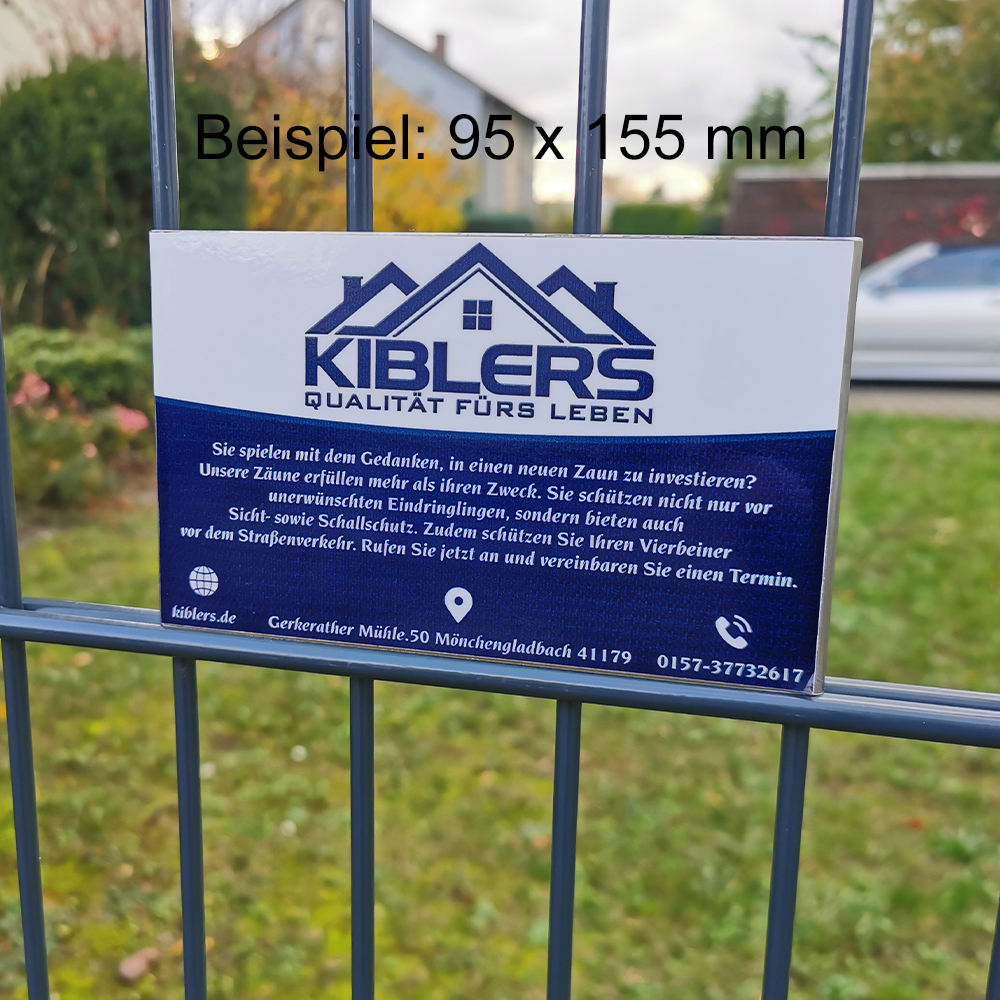 Beispiel: 95 x 155 mm
KIBLERS
QUALITÄT FÜRS LEBEN
Sie spielen mit dem Gedanken, in einen neuen Zaun zu investieren?
Unsere Zäune erfüllen mehr als ihren Zweck. Sie schützen nicht nur vor
unerwünschten Eindringlingen, sondern bieten auch
Sicht- sowie Schallschutz. Zudem schützen Sie Ihren Vierbeiner
vor dem Straßenverkehr. Rufen Sie jetzt an und vereinbaren Sie einen Termin.
kiblers.de
Gerkerather Mühle.50 Mönchengladbach 41179
0157-37732617